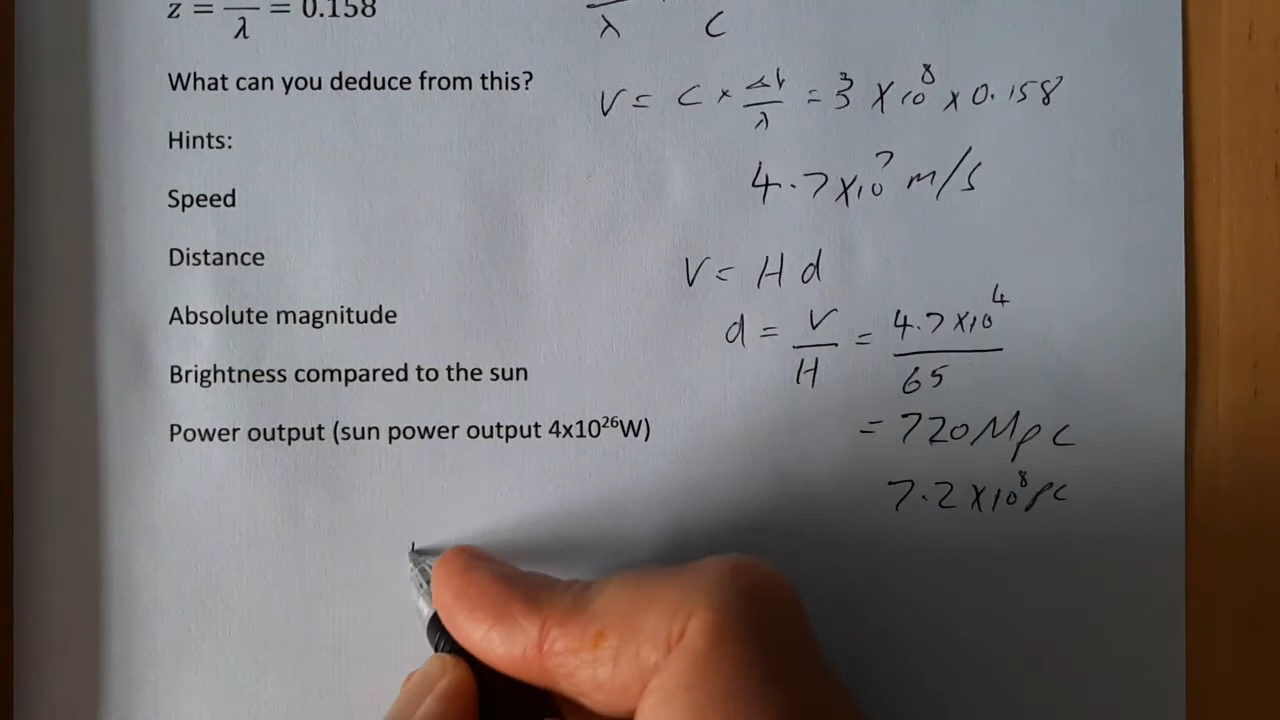 z = ― = 0.158
λ
λ C
What can you deduce from this?
V = C × Δλ/λ = 3 × 10⁸ × 0.158
Hints:
4.7 × 10⁷ m/s
Speed
Distance
V = H d
Absolute magnitude
d = V/H = 4.7 × 10⁴/65
Brightness compared to the sun
Power output (sun power output 4x10²⁶W)
= 720 Mpc
7.2 × 10⁸ pc